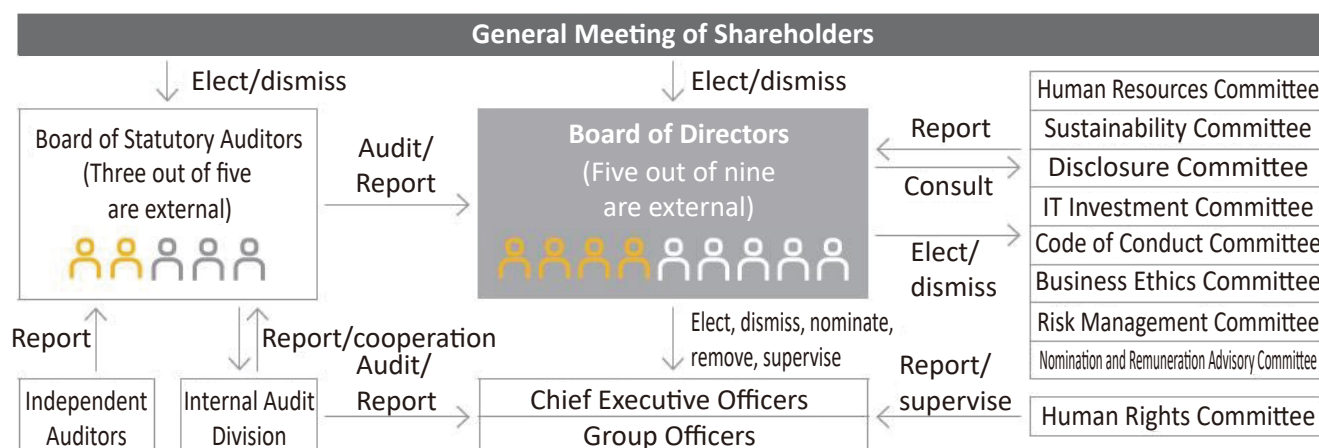 General Meeting of Shareholders
Elect/dismiss
Elect/dismiss
Board of Statutory Auditors
(Three out of five
are external)
Audit/
Report
Board of Directors
(Five out of nine
are external)
Report
Consult
Elect/
dismiss
Human Resources Committee
Sustainability Committee
Disclosure Committee
IT Investment Committee
Code of Conduct Committee
Business Ethics Committee
Risk Management Committee
Nomination and Remuneration Advisory Committee
Report
Report/cooperation
Elect, dismiss, nominate,
remove, supervise
Independent
Auditors
Internal Audit
Division
Audit/
Report
Chief Executive Officers
Group Officers
Report/
supervise
Human Rights Committee